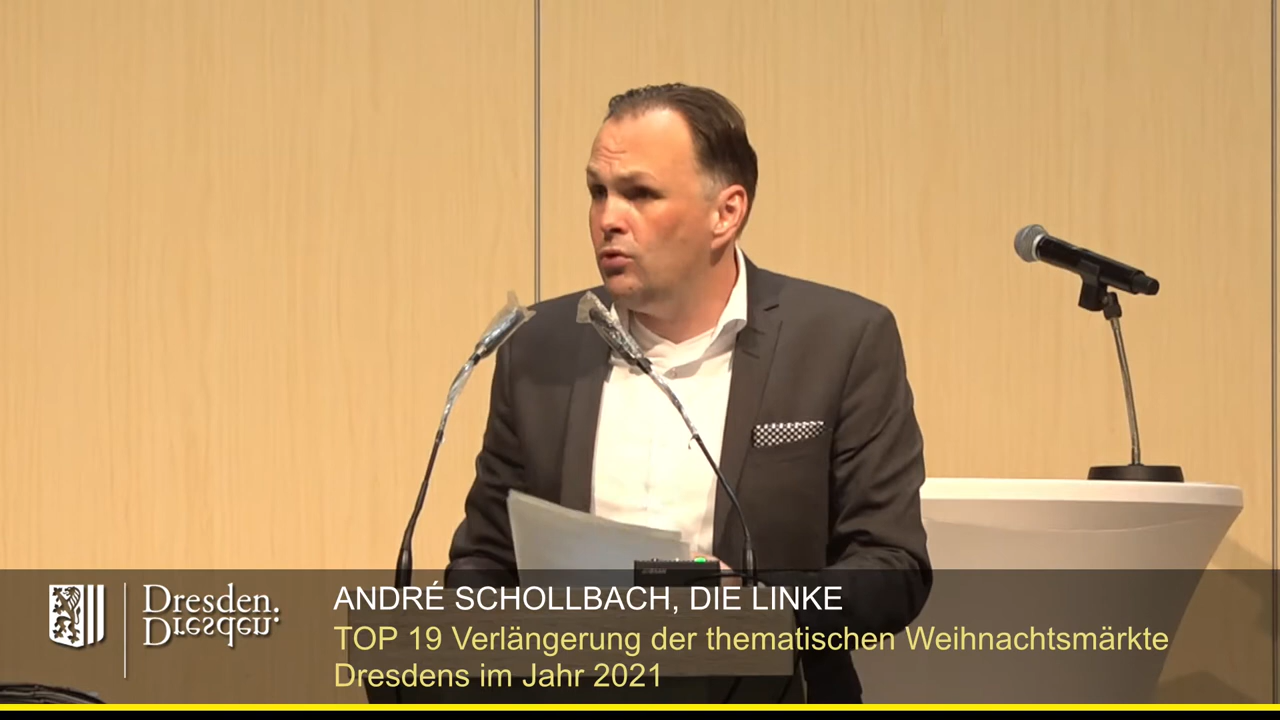 Dresden.
Dresden.
ANDRÉ SCHOLLBACH, DIE LINKE
TOP 19 Verlängerung der thematischen Weihnachtsmärkte
Dresdens im Jahr 2021